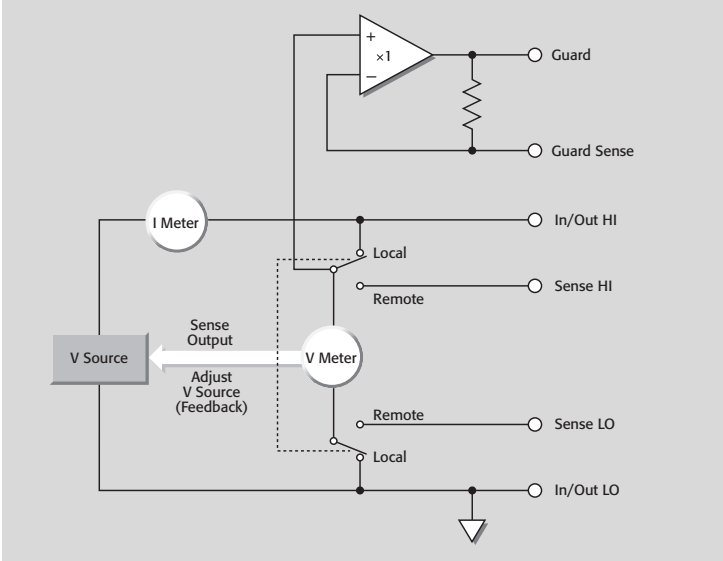 +
×1
−
Guard
Guard Sense
I Meter
In/Out HI
Local
Sense HI
Remote
Sense
Output
V Source
V Meter
Adjust
V Source
(Feedback)
Remote
Sense LO
Local
In/Out LO